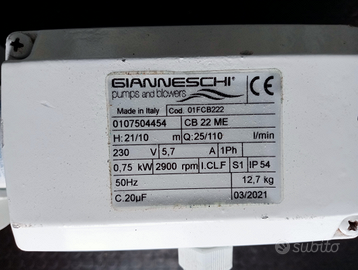 GIANNESCHI
pumps and blowers
CE
Made in Italy Cod. 01FCB222
0107504454 CB 22 ME
H: 21/10 m Q: 25/110 l/min
230 V 5,7 A 1Ph
0,75 kW 2900 rpm I.CLF S1 IP 54
50Hz 12,7 kg
C.20µF 03/2021
subito